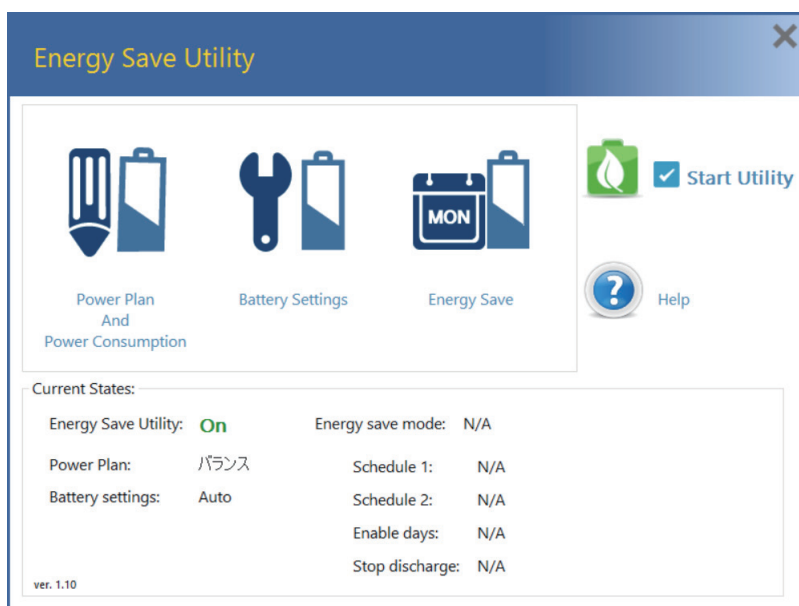 Energy Save Utility
MON
Start Utility
Power Plan
And
Power Consumption
Battery Settings
Energy Save
?
Help
Current States:
Energy Save Utility: On
Energy save mode: N/A
Power Plan: バランス
Schedule 1: N/A
Battery settings: Auto
Schedule 2: N/A
Enable days: N/A
Stop discharge: N/A
ver. 1.10